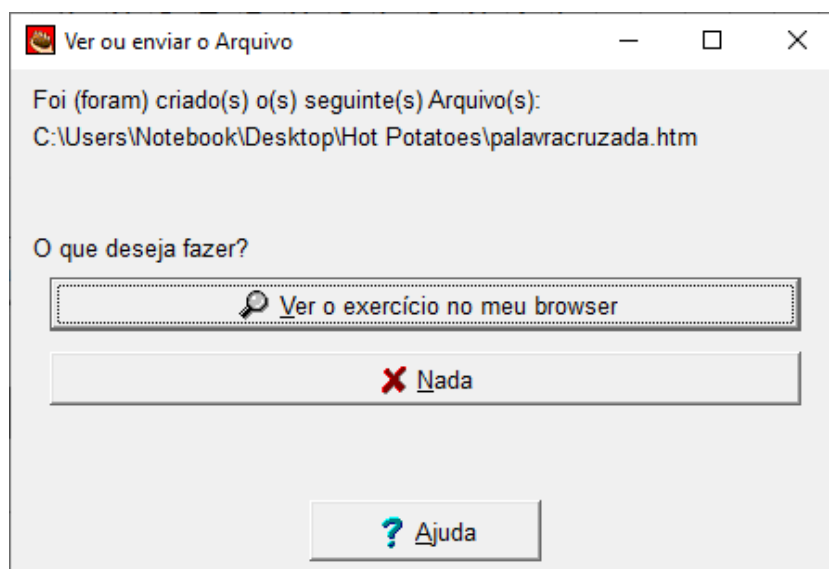 Ver ou enviar o Arquivo
Foi (foram) criado(s) o(s) seguinte(s) Arquivo(s):
C:\Users\Notebook\Desktop\Hot Potatoes\palavracruzada.htm
O que deseja fazer?
Ver o exercício no meu browser
Nada
Ajuda